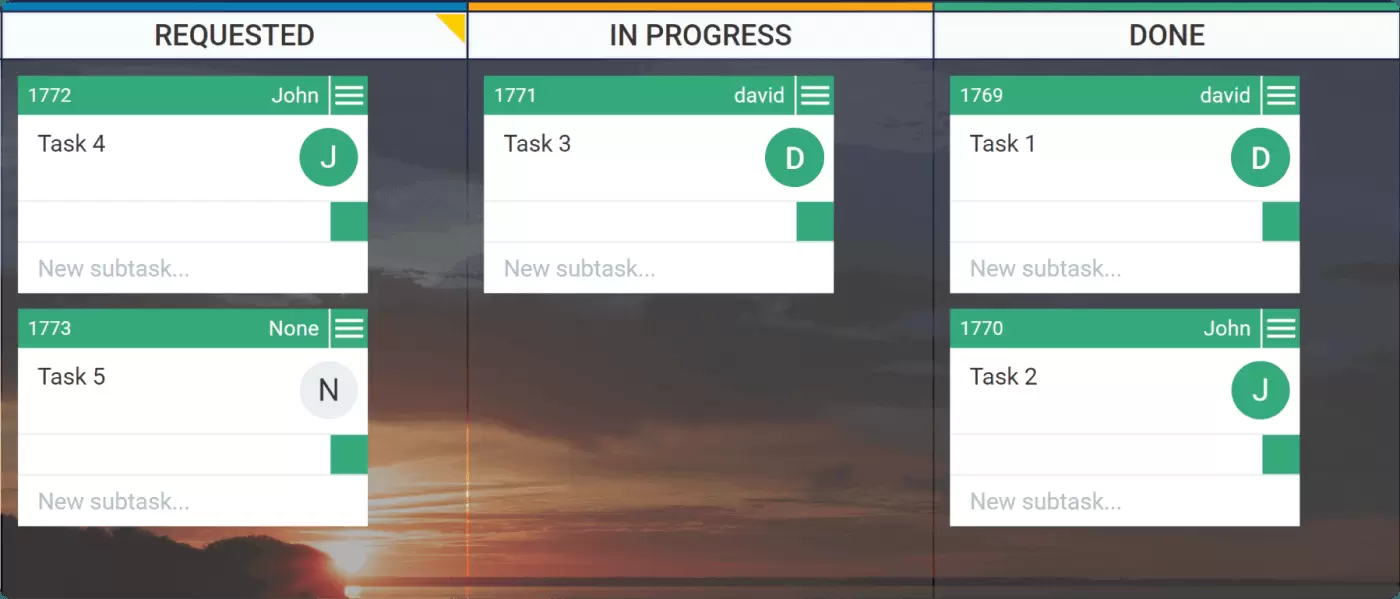 REQUESTED
IN PROGRESS
DONE
1772 John
Task 4
J
New subtask...
1773 None
Task 5
N
New subtask...
1771 david
Task 3
D
New subtask...
1769 david
Task 1
D
New subtask...
1770 John
Task 2
J
New subtask...